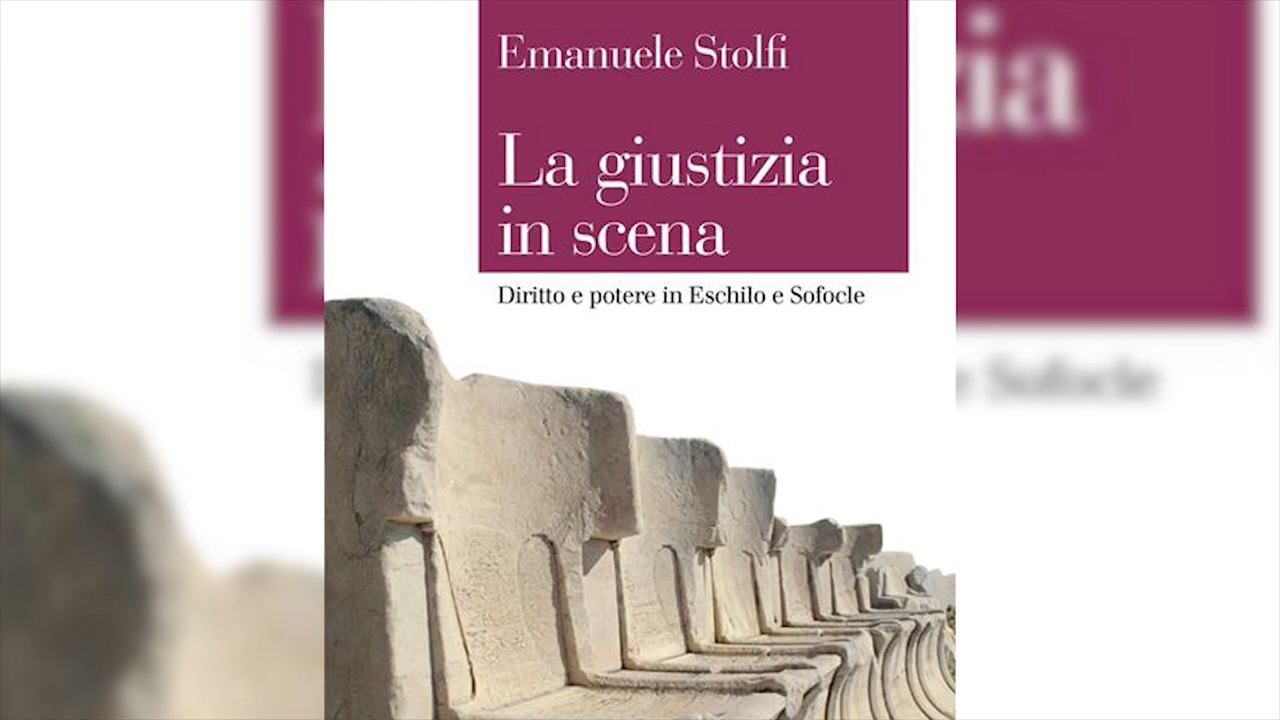 Emanuele Stolfi
La giustizia
in scena
Diritto e potere in Eschilo e Sofocle